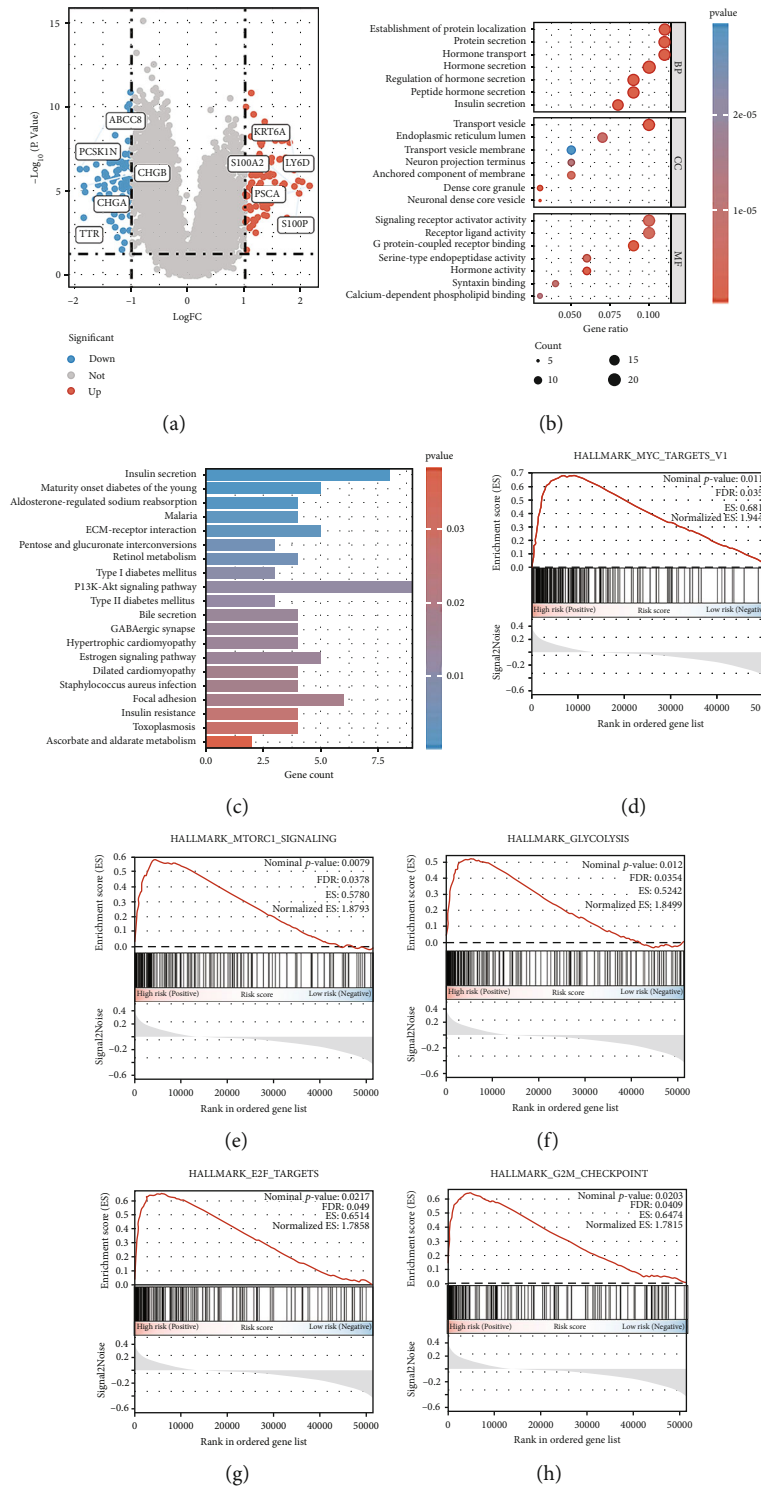 15
10
5
0
−Log10 (P. Value)
ABCC8
PCSK1N
CHGB
CHGA
TTR
KRT6A
S100A2
LY6D
PSCA
S100P
−2
−1
0
1
2
LogFC
Significant
Down
Not
Up
(a)
Establishment of protein localization
Protein secretion
Hormone transport
Hormone secretion
Regulation of hormone secretion
Peptide hormone secretion
Insulin secretion
BP
Transport vesicle
Endoplasmic reticulum lumen
Transport vesicle membrane
Neuron projection terminus
Anchored component of membrane
Dense core granule
Neuronal dense core vesicle
CC
Signaling receptor activator activity
Receptor ligand activity
G protein-coupled receptor binding
Serine-type endopeptidase activity
Hormone activity
Syntaxin binding
Calcium-dependent phospholipid binding
MF
0.050
0.075
0.100
Gene ratio
Count
5
10
15
20
pvalue
2e-05
1e-05
(b)
Insulin secretion
Maturity onset diabetes of the young
Aldosterone-regulated sodium reabsorption
Malaria
ECM-receptor interaction
Pentose and glucuronate interconversions
Retinol metabolism
Type I diabetes mellitus
P13K-Akt signaling pathway
Type II diabetes mellitus
Bile secretion
GABAergic synapse
Hypertrophic cardiomyopathy
Estrogen signaling pathway
Dilated cardiomyopathy
Staphylococcus aureus infection
Focal adhesion
Insulin resistance
Toxoplasmosis
Ascorbate and aldarate metabolism
0.0
2.5
5.0
7.5
Gene count
pvalue
0.03
0.02
0.01
(c)
HALLMARK_MYC_TARGETS_V1
Enrichment score (ES)
0.7
0.6
0.5
0.4
0.3
0.2
0.1
0.0
Nominal p-value: 0.011
FDR: 0.035
ES: 0.681
Normalized ES: 1.94
High risk (Positive)
Risk score
Low risk (Negative)
Signal2Noise
0.4
0.2
−0.2
−0.6
0
10000
20000
30000
40000
Rank in ordered gene list
(d)
HALLMARK_MTORC1_SIGNALING
Enrichment score (ES)
0.6
0.5
0.4
0.3
0.2
0.1
0.0
Nominal p-value: 0.0079
FDR: 0.0378
ES: 0.5780
Normalized ES: 1.8793
High risk (Positive)
Risk score
Low risk (Negative)
Signal2Noise
0.4
−0.2
−0.6
0
10000
20000
30000
40000
50000
Rank in ordered gene list
(e)
HALLMARK_GLYCOLYSIS
Enrichment score (ES)
0.5
0.4
0.3
0.2
0.1
0.0
Nominal p-value: 0.012
FDR: 0.0354
ES: 0.5242
Normalized ES: 1.8499
High risk (Positive)
Risk score
Low risk (Negative)
Signal2Noise
0.4
−0.2
−0.6
0
10000
20000
30000
40000
50000
Rank in ordered gene list
(f)
HALLMARK_E2F_TARGETS
Enrichment score (ES)
0.6
0.5
0.4
0.3
0.2
0.1
0.0
Nominal p-value: 0.0217
FDR: 0.049
ES: 0.6514
Normalized ES: 1.7858
High risk (Positive)
Risk score
Low risk (Negative)
Signal2Noise
0.4
−0.2
−0.6
0
10000
20000
30000
40000
50000
Rank in ordered gene list
(g)
HALLMARK_G2M_CHECKPOINT
Enrichment score (ES)
0.6
0.5
0.4
0.3
0.2
0.1
0.0
Nominal p-value: 0.0203
FDR: 0.0409
ES: 0.6474
Normalized ES: 1.7815
High risk (Positive)
Risk score
Low risk (Negative)
Signal2Noise
0.4
−0.2
−0.6
0
10000
20000
30000
40000
50000
Rank in ordered gene list
(h)